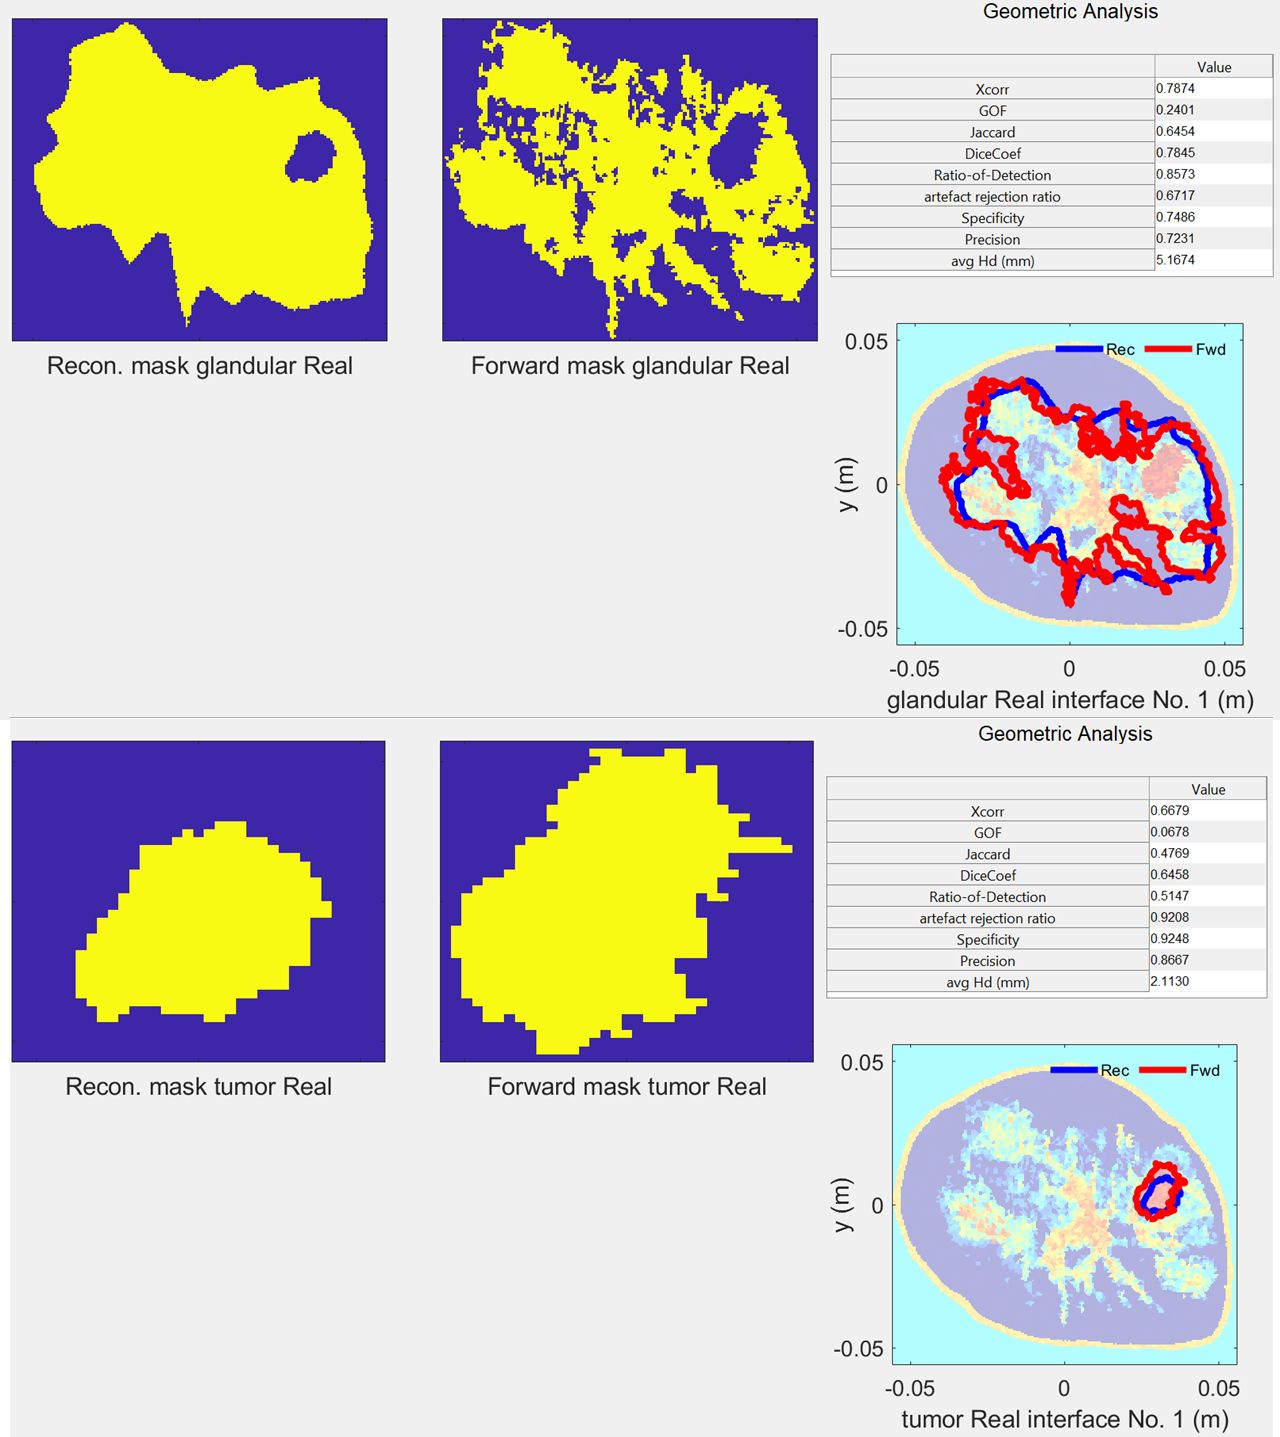 Geometric Analysis
Value
Xcorr 0.7874
GOF 0.2401
Jaccard 0.6454
DiceCoef 0.7845
Ratio-of-Detection 0.8573
artefact rejection ratio 0.6717
Specificity 0.7486
Precision 0.7231
avg Hd (mm) 5.1674
Recon. mask glandular Real
Forward mask glandular Real
Rec Fwd
0.05
0
-0.05
y (m)
-0.05 0 0.05
glandular Real interface No. 1 (m)
Geometric Analysis
Value
Xcorr 0.6679
GOF 0.0678
Jaccard 0.4769
DiceCoef 0.6458
Ratio-of-Detection 0.5147
artefact rejection ratio 0.9208
Specificity 0.9248
Precision 0.8667
avg Hd (mm) 2.1130
Recon. mask tumor Real
Forward mask tumor Real
Rec Fwd
0.05
0
-0.05
y (m)
-0.05 0 0.05
tumor Real interface No. 1 (m)